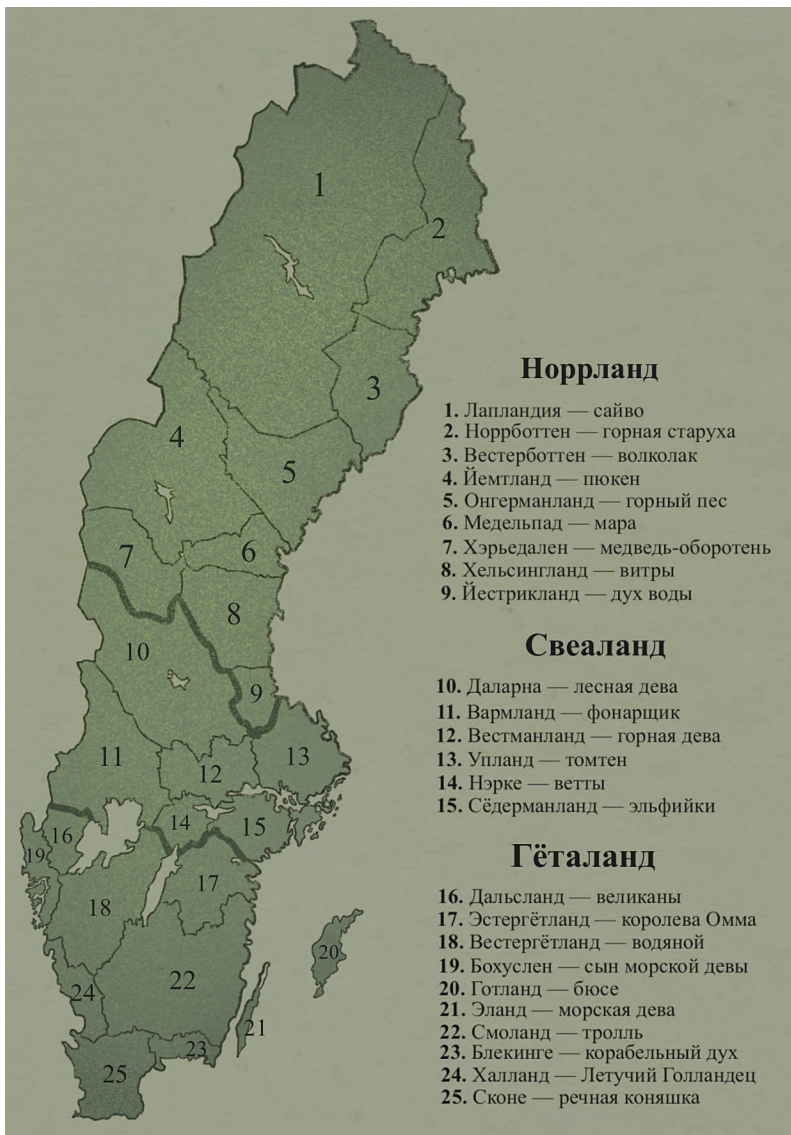 1
2
3
4
5
6
7
8
9
10
11
12
13
14
15
16
17
18
19
20
21
22
23
24
25
Норрланд
1. Лапландия — сайво
2. Норрботтен — горная старуха
3. Вестерботтен — волколак
4. Йемтланд — пюкен
5. Онгерманланд — горный пес
6. Медельпад — мара
7. Хэрьедален — медведь-оборотень
8. Хельсингланд — витры
9. Йестрикланд — дух воды
Свеаланд
10. Даларна — лесная дева
11. Вармланд — фонарщик
12. Вестманланд — горная дева
13. Упланд — томтен
14. Нэрке — ветты
15. Сёдерманланд — эльфийки
Гёталанд
16. Дальсланд — великаны
17. Эстергётланд — королева Омма
18. Вестергётланд — водяной
19. Бохуслен — сын морской девы
20. Готланд — бюсе
21. Эланд — морская дева
22. Смоланд — тролль
23. Блекинге — корабельный дух
24. Халланд — Летучий Голландец
25. Сконе — речная коняшка